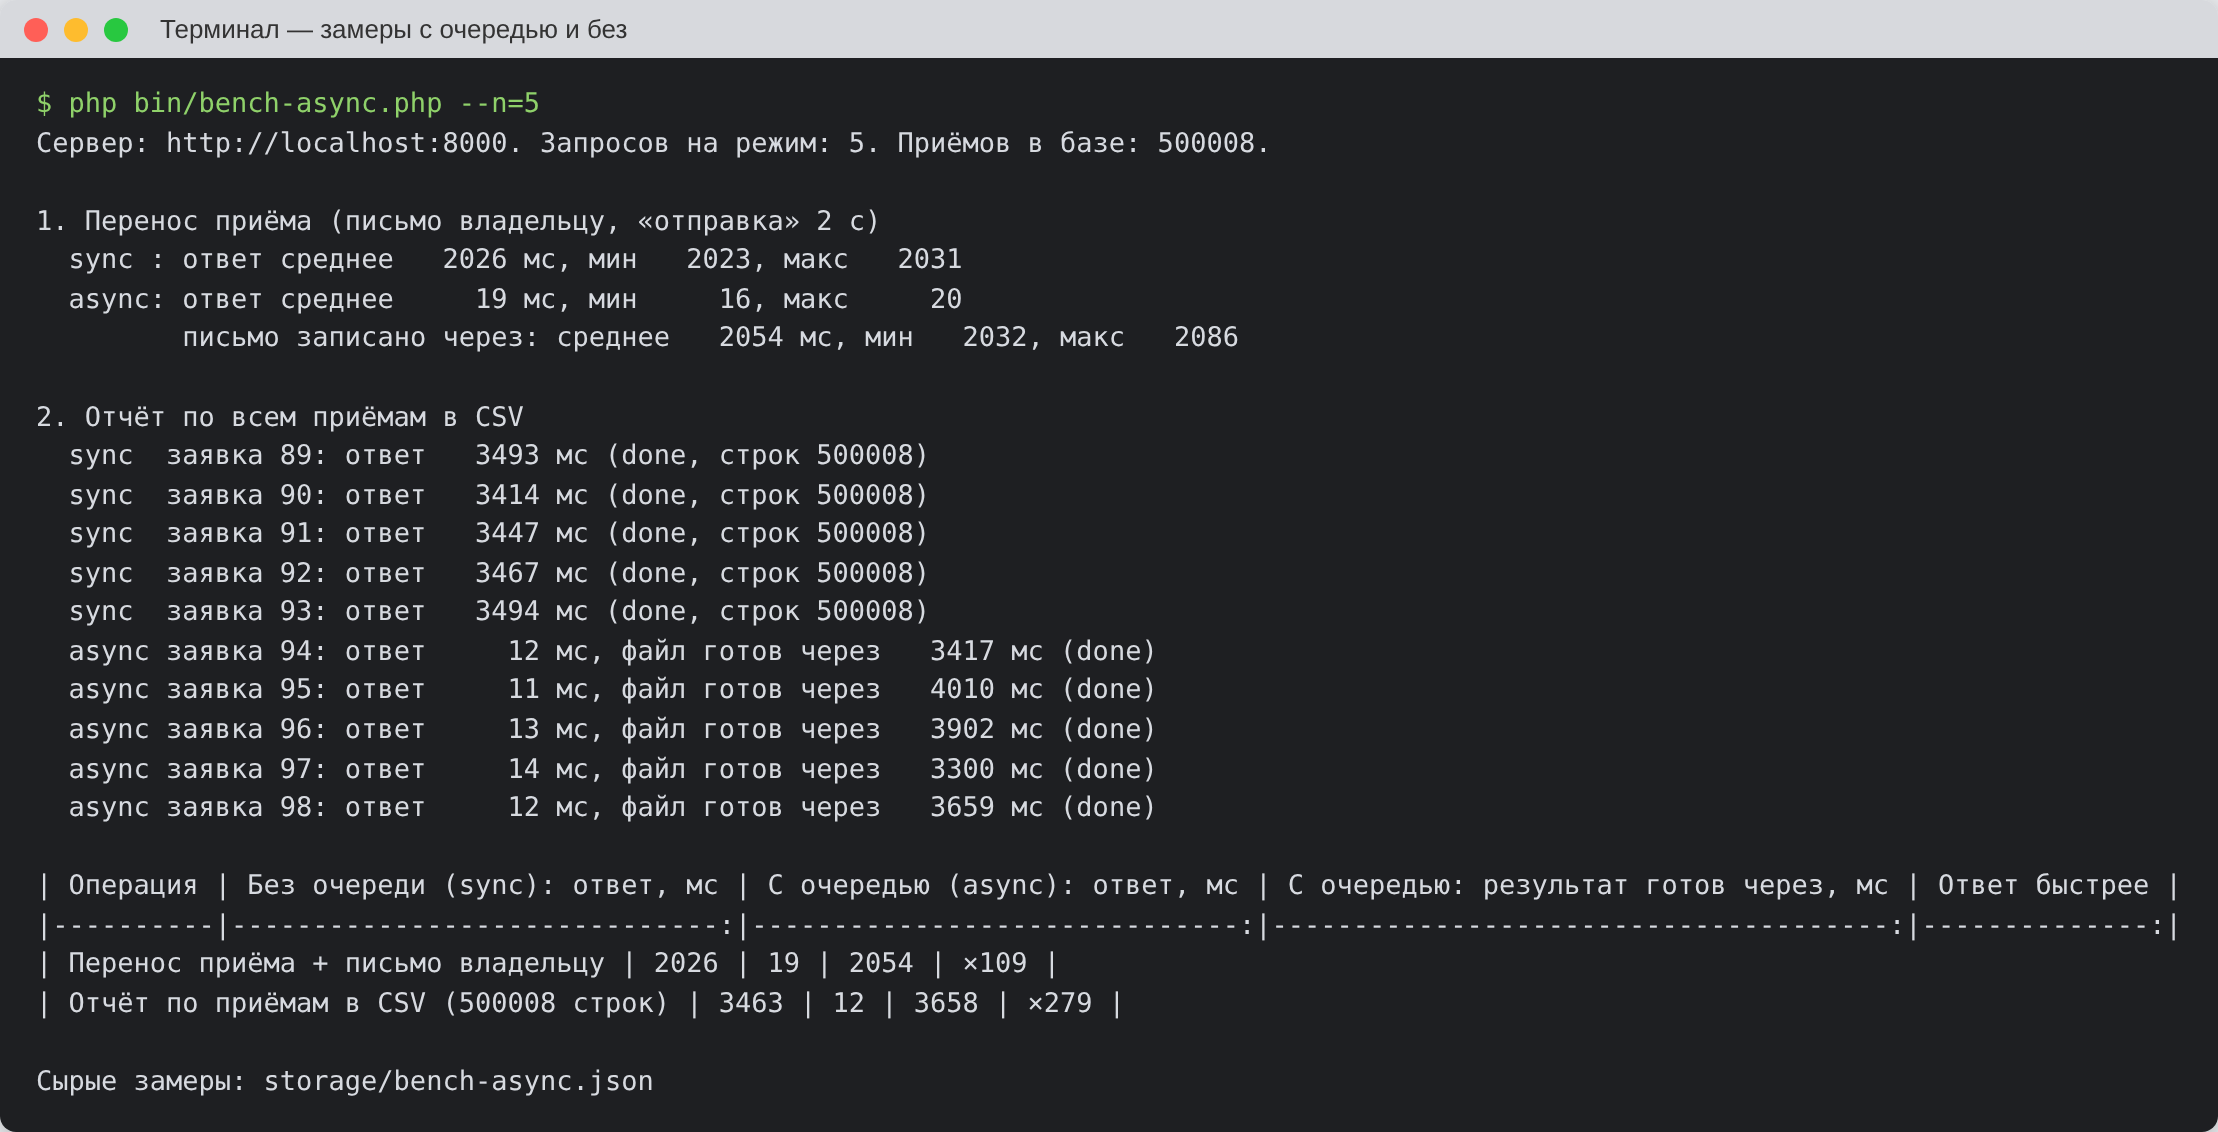 Терминал — замеры с очередью и без
$ php bin/bench-async.php --n=5
Сервер: http://localhost:8000. Запросов на режим: 5. Приёмов в базе: 500008.
1. Перенос приёма (письмо владельцу, «отправка» 2 с)
sync : ответ среднее   2026 мс, мин   2023, макс   2031
async: ответ среднее     19 мс, мин     16, макс     20
письмо записано через: среднее   2054 мс, мин   2032, макс   2086
2. Отчёт по всем приёмам в CSV
sync  заявка 89: ответ   3493 мс (done, строк 500008)
sync  заявка 90: ответ   3414 мс (done, строк 500008)
sync  заявка 91: ответ   3447 мс (done, строк 500008)
sync  заявка 92: ответ   3467 мс (done, строк 500008)
sync  заявка 93: ответ   3494 мс (done, строк 500008)
async заявка 94: ответ     12 мс, файл готов через   3417 мс (done)
async заявка 95: ответ     11 мс, файл готов через   4010 мс (done)
async заявка 96: ответ     13 мс, файл готов через   3902 мс (done)
async заявка 97: ответ     14 мс, файл готов через   3300 мс (done)
async заявка 98: ответ     12 мс, файл готов через   3659 мс (done)
| Операция | Без очереди (sync): ответ, мс | С очередью (async): ответ, мс | С очередью: результат готов через, мс | Ответ быстрее |
|----------|------------------------------:|------------------------------:|--------------------------------------:|--------------:|
| Перенос приёма + письмо владельцу | 2026 | 19 | 2054 | ×109 |
| Отчёт по приёмам в CSV (500008 строк) | 3463 | 12 | 3658 | ×279 |
Сырые замеры: storage/bench-async.json